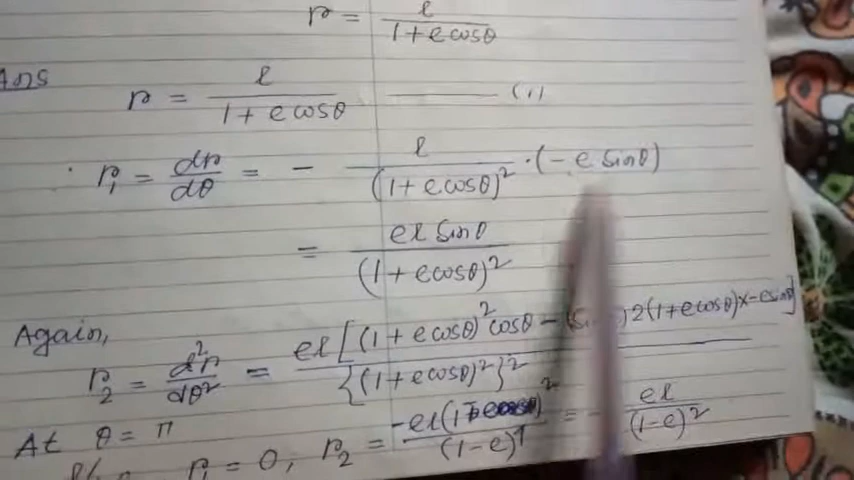 r = l / (1 + e cosθ)
Ans
r = l / (1 + e cosθ) ——— (1)
∴ r₁ = dr/dθ = − l / (1 + e cosθ)² · (− e sinθ)
= el sinθ / (1 + e cosθ)²
Again,
r₂ = d²r/dθ² = el [(1 + e cosθ)² cosθ − (sin 2(1 + e cosθ) × − e sinθ] / {(1 + e cosθ)²}²
At θ = π
r₁ = 0, r₂ = −el(1 )² / (1−e)⁴ = − el / (1−e)²